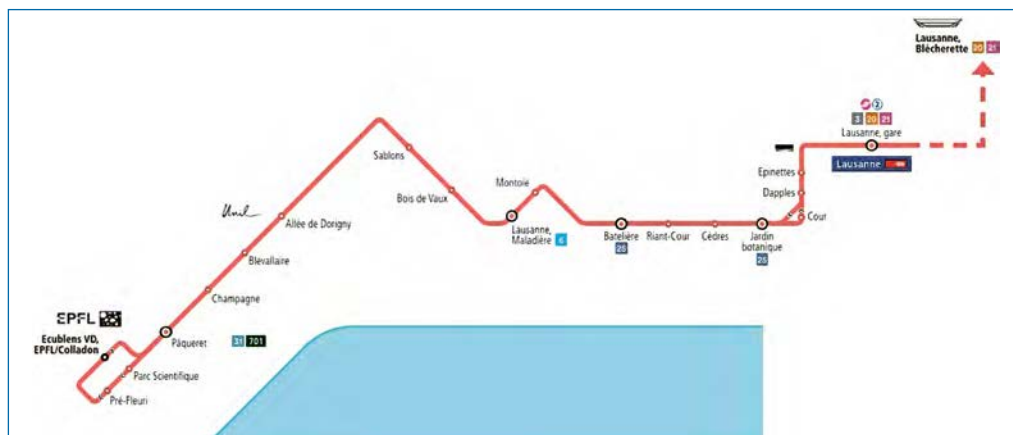 Lausanne,
Blécherette 20 21
2
3 20 21
Lausanne, gare
Lausanne
Epinettes
Dapples
Cour
Sablons
Bois de Vaux
Montoie
Lausanne,
Maladière 6
Batelière
25
Riant-Cour
Cèdres
Jardin
botanique
25
Unil
Allée de Dorigny
Blevallaire
Champagne
EPFL
Ecublens VD,
EPFL/Colladon
Pâqueret
31 701
Parc Scientifique
Pré-Fleuri